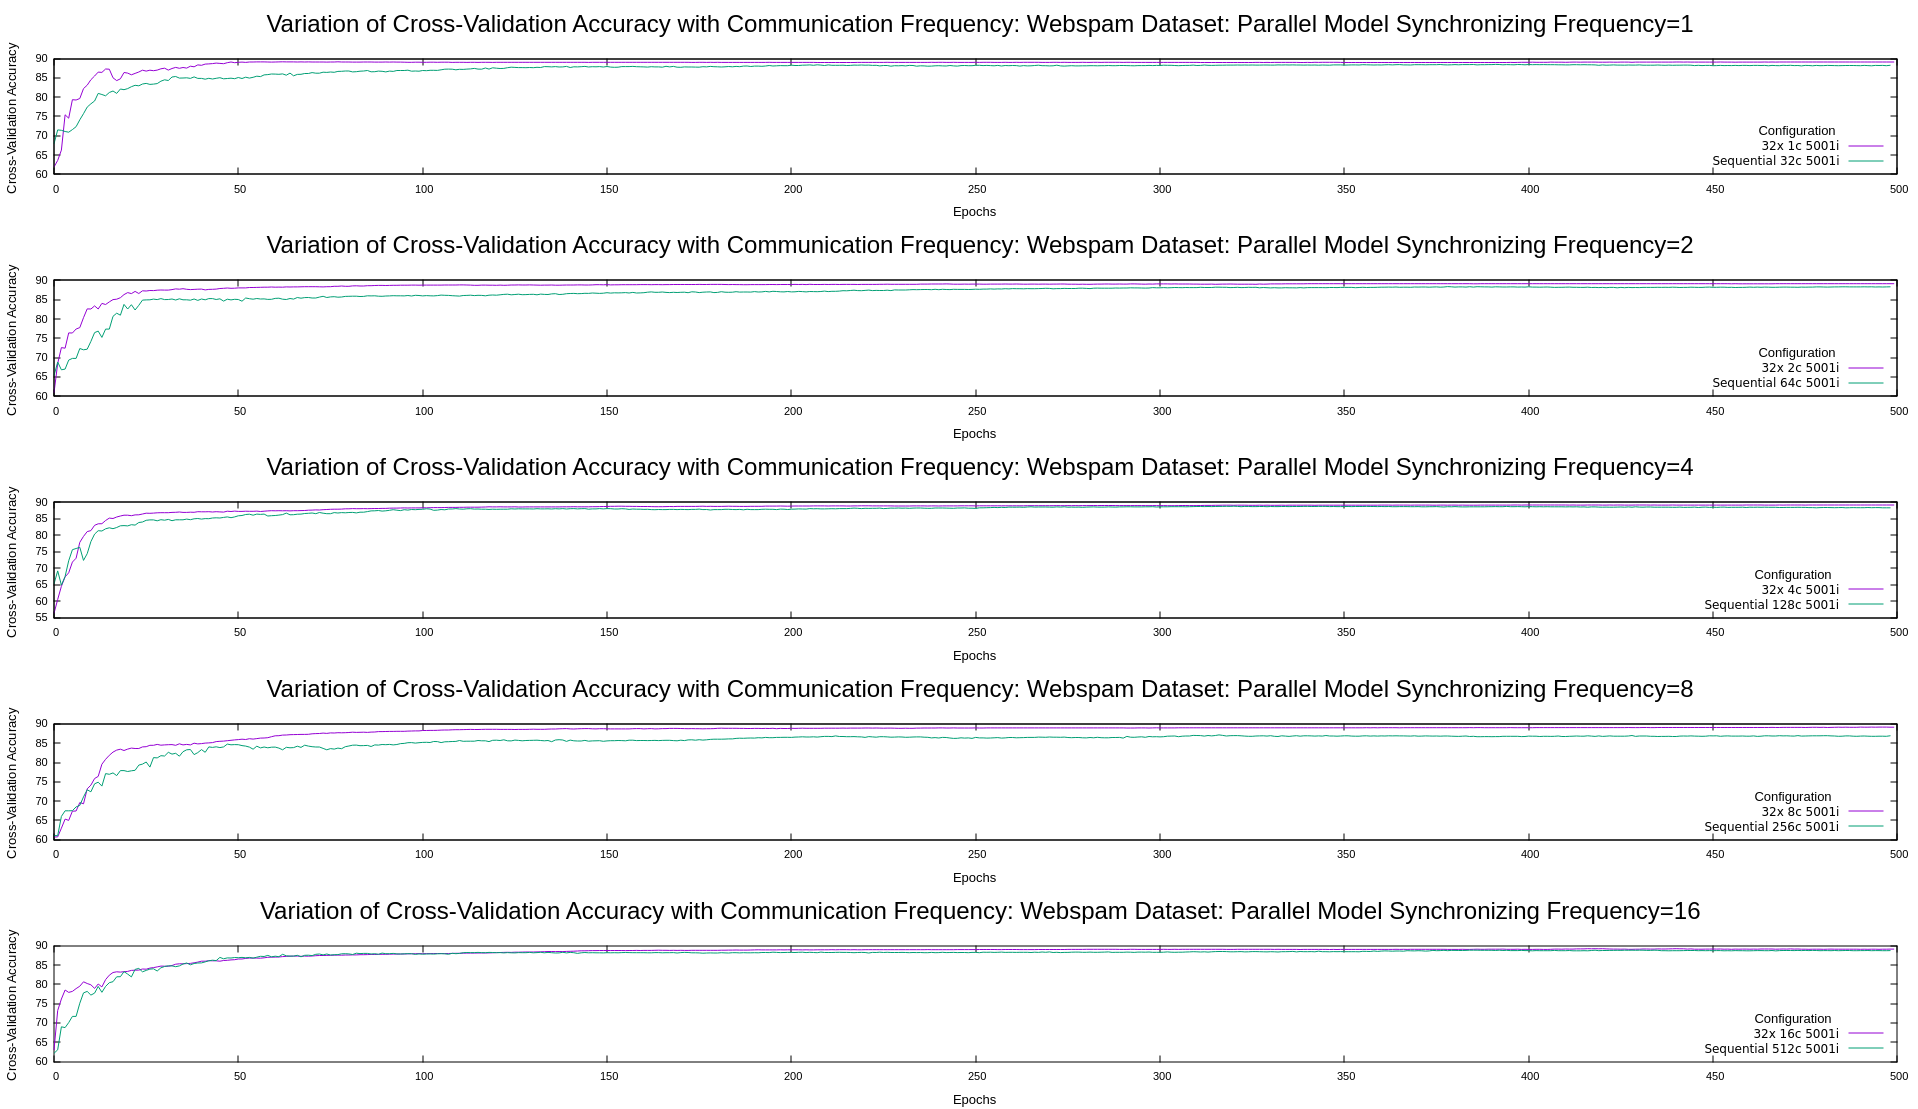 Variation of Cross-Validation Accuracy with Communication Frequency: Webspam Dataset: Parallel Model Synchronizing Frequency=1
Cross-Validation Accuracy
90
85
80
75
70
65
60
Configuration
32x 1c 5001i
Sequential 32c 5001i
0 50 100 150 200 250 300 350 400 450 500
Epochs
Variation of Cross-Validation Accuracy with Communication Frequency: Webspam Dataset: Parallel Model Synchronizing Frequency=2
Cross-Validation Accuracy
90
85
80
75
70
65
60
Configuration
32x 2c 5001i
Sequential 64c 5001i
0 50 100 150 200 250 300 350 400 450 500
Epochs
Variation of Cross-Validation Accuracy with Communication Frequency: Webspam Dataset: Parallel Model Synchronizing Frequency=4
Cross-Validation Accuracy
90
85
80
75
70
65
60
55
Configuration
32x 4c 5001i
Sequential 128c 5001i
0 50 100 150 200 250 300 350 400 450 500
Epochs
Variation of Cross-Validation Accuracy with Communication Frequency: Webspam Dataset: Parallel Model Synchronizing Frequency=8
Cross-Validation Accuracy
90
85
80
75
70
65
60
Configuration
32x 8c 5001i
Sequential 256c 5001i
0 50 100 150 200 250 300 350 400 450 500
Epochs
Variation of Cross-Validation Accuracy with Communication Frequency: Webspam Dataset: Parallel Model Synchronizing Frequency=16
Cross-Validation Accuracy
90
85
80
75
70
65
60
Configuration
32x 16c 5001i
Sequential 512c 5001i
0 50 100 150 200 250 300 350 400 450 500
Epochs